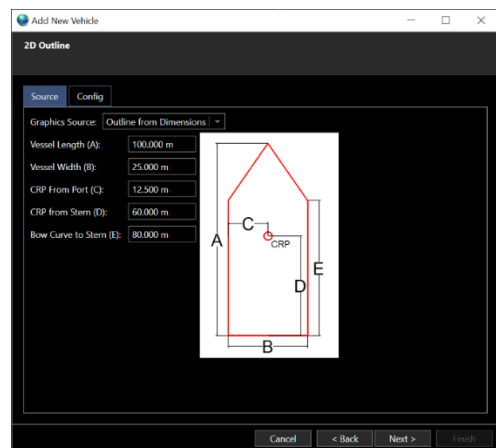 Add New Vehicle
2D Outline
Source Config
Graphics Source: Outline from Dimensions
Vessel Length (A): 100.000 m
Vessel Width (B): 25.000 m
CRP From Port (C): 12.500 m
CRP from Stern (D): 60.000 m
Bow Curve to Stern (E): 80.000 m
C
A
CRP
E
D
B
Cancel < Back Next > Finish